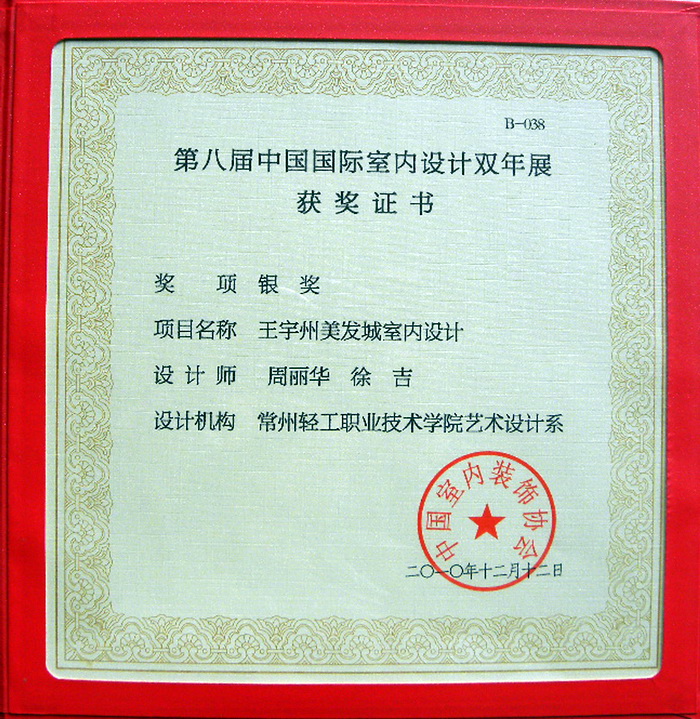 B-038
第八届中国国际室内设计双年展
获奖证书
奖 项 银 奖
项目名称 王宇州美发城室内设计
设 计 师 周丽华 徐 吉
设计机构 常州轻工职业技术学院艺术设计系
中国室内装饰协会
二〇一〇年十二月十二日